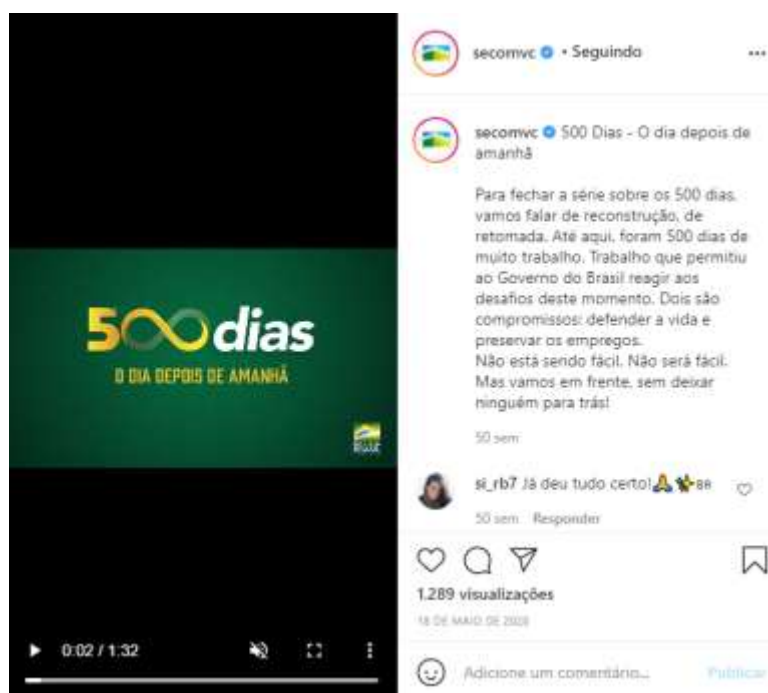 secomvc • Seguindo
secomvc 500 Dias - O dia depois de
amanhã
Para fechar a série sobre os 500 dias,
vamos falar de reconstrução, de
retomada. Até aqui, foram 500 dias de
muito trabalho. Trabalho que permitiu
ao Governo do Brasil reagir aos
desafios deste momento. Dois são
compromissos: defender a vida e
preservar os empregos.
Não está sendo fácil. Não será fácil.
Mas vamos em frente, sem deixar
ninguém para trás!
50 sem
500 dias
O DIA DEPOIS DE AMANHÃ
si_rb7 Já deu tudo certo! BR
50 sem Responder
1.289 visualizações
18 DE MAIO DE 2020
0:02 / 1:32
Adicione um comentário...
Publicar